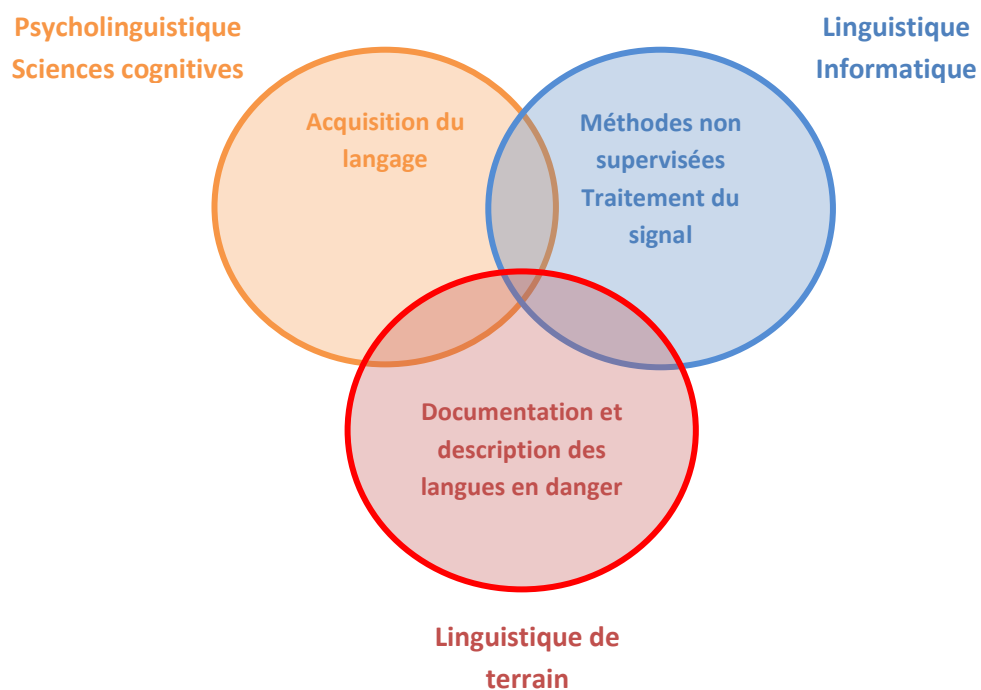 Psycholinguistique
Sciences cognitives
Linguistique
Informatique
Acquisition du
langage
Méthodes non
supervisées
Traitement du
signal
Documentation et
description des
langues en danger
Linguistique de
terrain